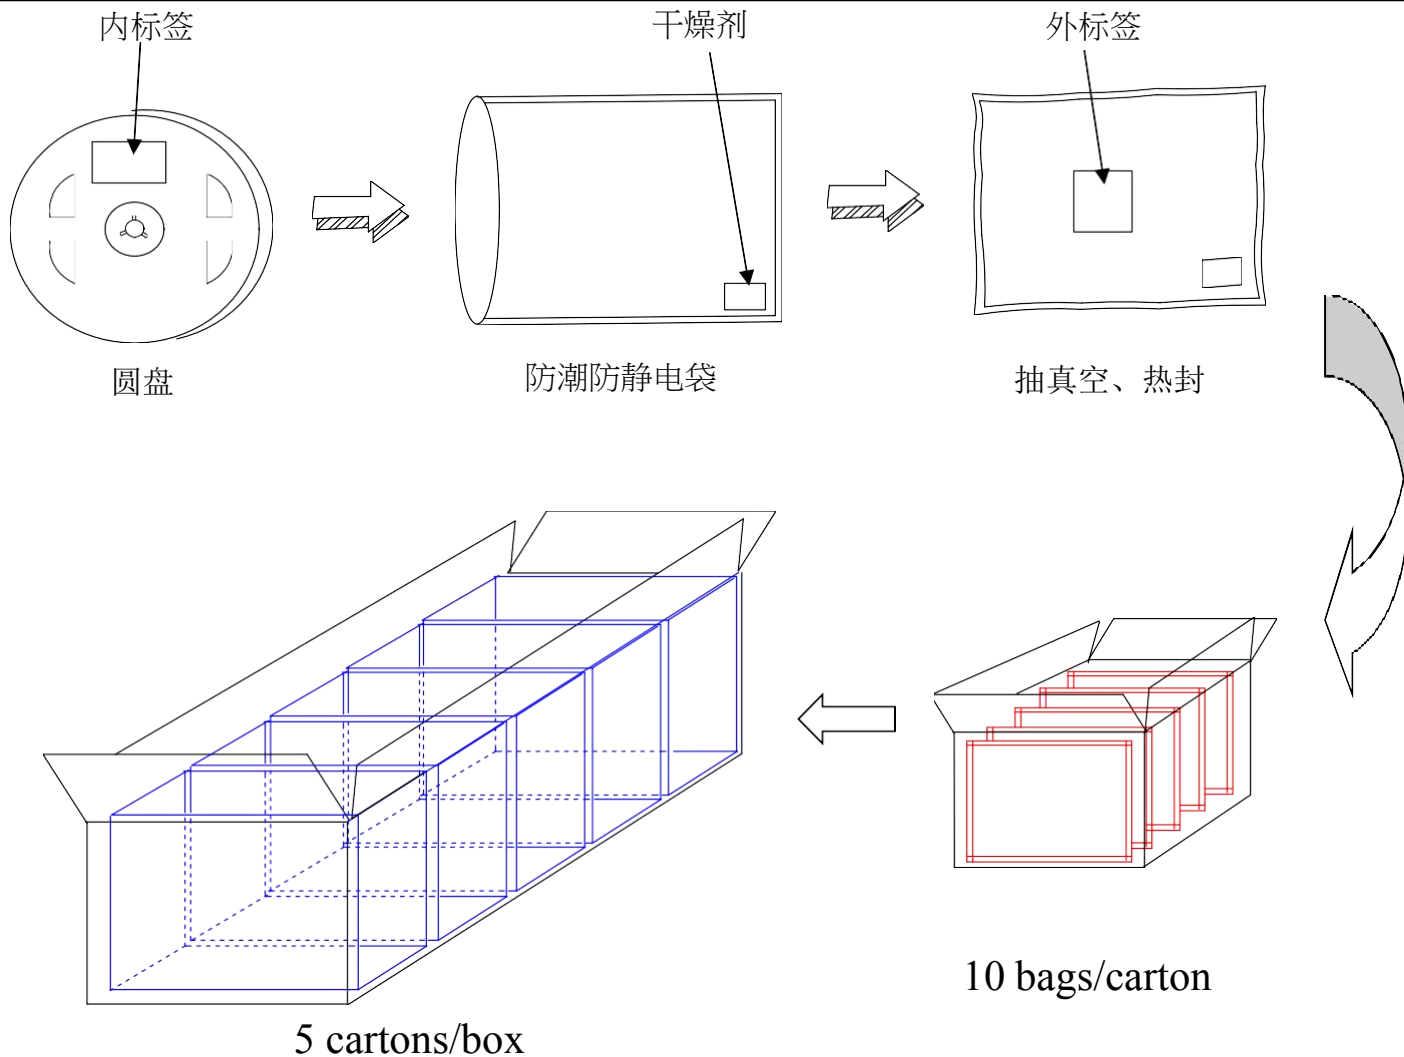 内标签
干燥剂
外标签
圆盘
防潮防静电袋
抽真空、热封
10 bags/carton
5 cartons/box